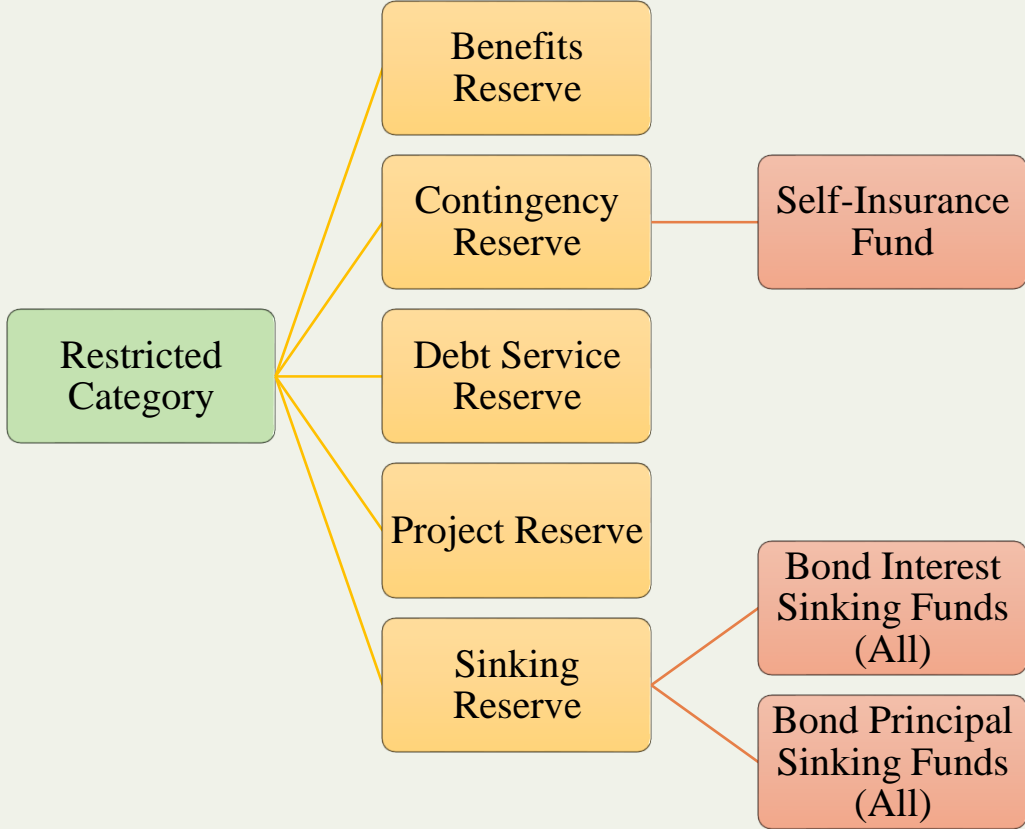 Benefits
Reserve
Contingency
Reserve
Self-Insurance
Fund
Restricted
Category
Debt Service
Reserve
Project Reserve
Sinking
Reserve
Bond Interest
Sinking Funds
(All)
Bond Principal
Sinking Funds
(All)